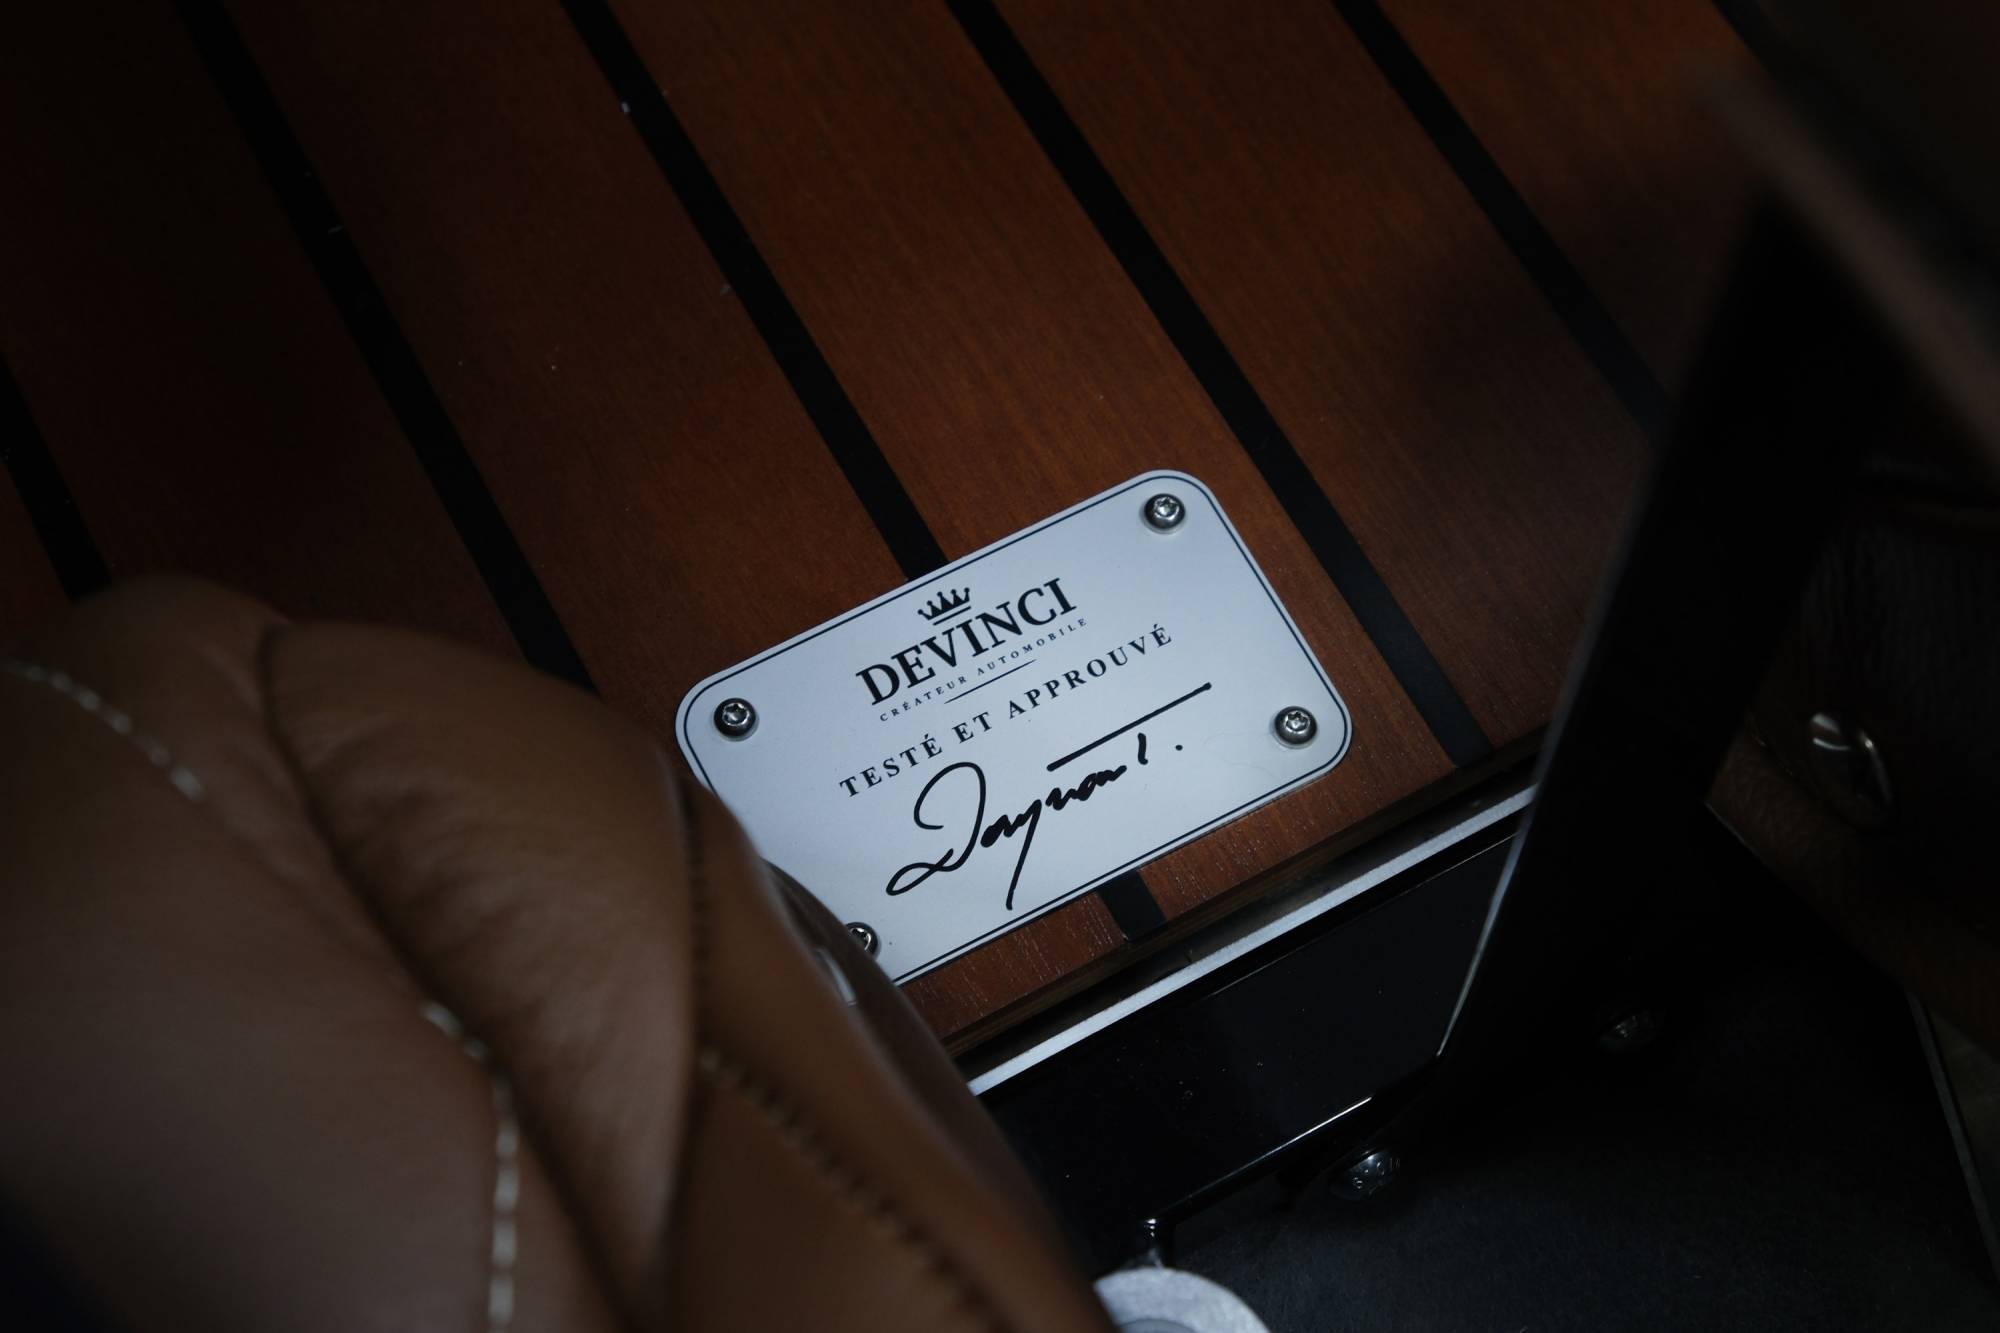 DEVINCI
CRÉATEUR AUTOMOBILE
TESTÉ ET APPROUVÉ